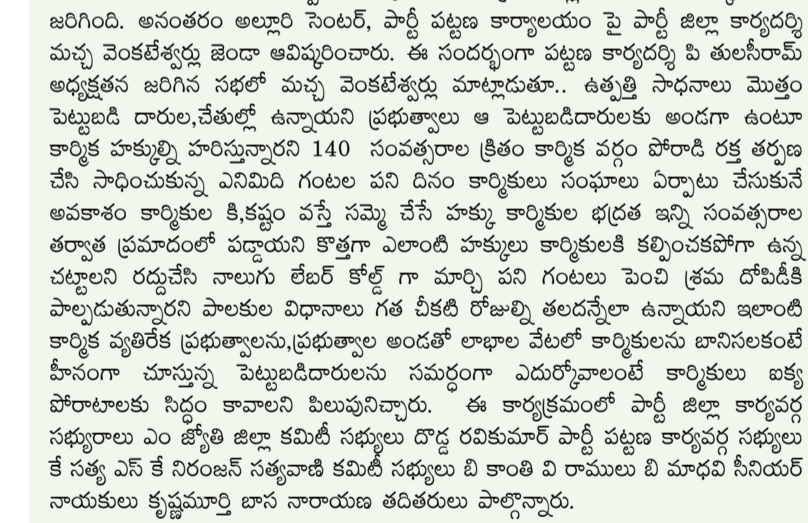 జరిగింది. అనంతరం అల్లూరి సెంటర్, పార్టీ పట్టణ కార్యాలయం పై పార్టీ జిల్లా కార్యదర్శి
మచ్చ వెంకటేశ్వర్లు జెండా ఆవిష్కరించారు. ఈ సందర్భంగా పట్టణ కార్యదర్శి పి తులసీరామ్
అధ్యక్షతన జరిగిన సభలో మచ్చ వెంకటేశ్వర్లు మాట్లాడుతూ.. ఉత్పత్తి సాధనాలు మొత్తం
పెట్టుబడి దారుల,చేతుల్లో ఉన్నాయని ప్రభుత్వాలు ఆ పెట్టుబడిదారులకు అండగా ఉంటూ
కార్మిక హక్కుల్ని హరిస్తున్నారని 140 సంవత్సరాల క్రితం కార్మిక వర్గం పోరాడి రక్త తర్పణ
చేసి సాధించుకున్న ఎనిమిది గంటల పని దినం కార్మికులు సంఘాలు ఏర్పాటు చేసుకునే
అవకాశం కార్మికుల కి,కష్టం వస్తే సమ్మె చేసే హక్కు కార్మికుల భద్రత ఇన్ని సంవత్సరాల
తర్వాత ప్రమాదంలో పడ్డాయని కొత్తగా ఎలాంటి హక్కులు కార్మికులకి కల్పించకపోగా ఉన్న
చట్టాలని రద్దుచేసి నాలుగు లేబర్ కోల్డ్ గా మార్చి పని గంటలు పెంచి శ్రమ దోపిడీకి
పాల్పడుతున్నారని పాలకుల విధానాలు గత చీకటి రోజుల్ని తలదన్నేలా ఉన్నాయని ఇలాంటి
కార్మిక వ్యతిరేక ప్రభుత్వాలను,ప్రభుత్వాల అండతో లాభాల వేటలో కార్మికులను బానిసలకంటే
హీనంగా చూస్తున్న పెట్టుబడిదారులను సమర్ధంగా ఎదుర్కోవాలంటే కార్మికులు ఐక్య
పోరాటాలకు సిద్ధం కావాలని పిలుపునిచ్చారు. ఈ కార్యక్రమంలో పార్టీ జిల్లా కార్యవర్గ
సభ్యురాలు ఎం జ్యోతి జిల్లా కమిటీ సభ్యులు దొడ్డ రవికుమార్ పార్టీ పట్టణ కార్యవర్గ సభ్యులు
కే సత్య ఎస్ కే నిరంజన్ సత్యవాణి కమిటీ సభ్యులు బి కాంతి వి రాములు బి మాధవి సీనియర్
నాయకులు కృష్ణమూర్తి బాస నారాయణ తదితరులు పాల్గొన్నారు.